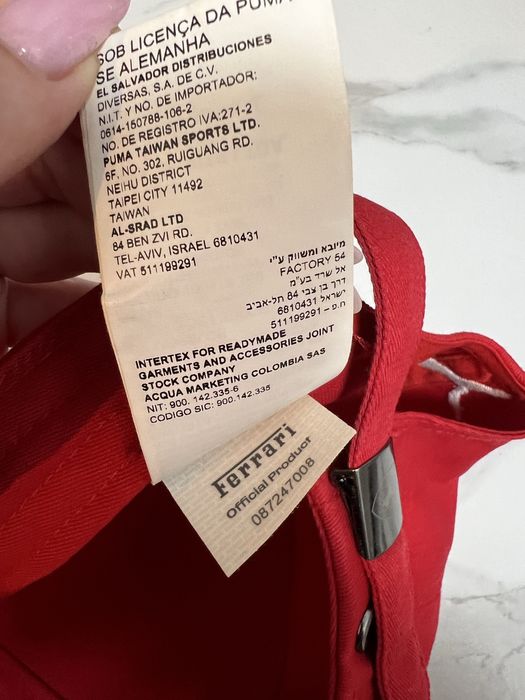 SOB LICENÇA DA PUMA
SE ALEMANHA
EL SALVADOR DISTRIBUCIONES
DIVERSAS, S.A. DE C.V.
N.I.T. Y NO. DE IMPORTADOR:
0614-150788-106-2
NO. DE REGISTRO IVA:271-2
PUMA TAIWAN SPORTS LTD.
6F, NO. 302, RUIGUANG RD.
NEIHU DISTRICT
TAIPEI CITY 11492
TAIWAN
AL-SRAD LTD
84 BEN ZVI RD.
TEL-AVIV, ISRAEL 6810431
VAT 511199291
מיובא ומשווק ע"י
FACTORY 54
אל שרד בע"מ
דרך בן צבי 84 תל-אביב
ישראל 6810431
ח.פ – 511199291
INTERTEX FOR READYMADE
GARMENTS AND ACCESSORIES JOINT
STOCK COMPANY
ACQUA MARKETING COLOMBIA SAS
NIT: 900. 142.335-6
CODIGO SIC: 900.142.335
Ferrari
Official Product
087247008